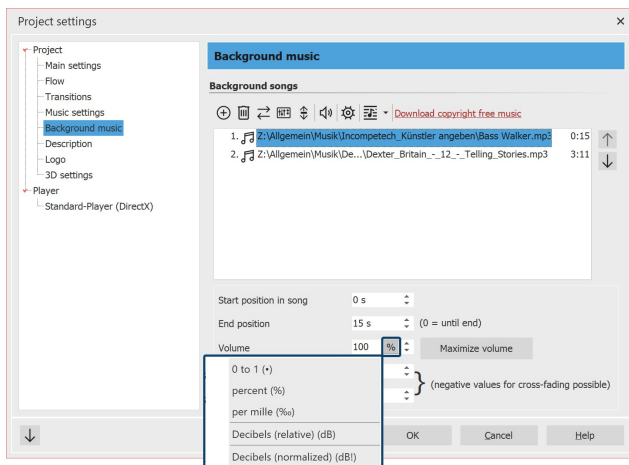 Project settings
Project
Main settings
Flow
Transitions
Music settings
Background music
Description
Logo
3D settings
Player
Standard-Player (DirectX)
Background music
Background songs
Download copyright free music
1. Z:\Allgemein\Musik\Incompetech_Künstler angeben\Bass Walker.mp3 0:15
2. Z:\Allgemein\Musik\De...\Dexter_Britain_-_12_-_Telling_Stories.mp3 3:11
Start position in song 0 s
End position 15 s (0 = until end)
Volume 100 % Maximize volume
0 to 1 (•)
percent (%)
per mille (‰)
Decibels (relative) (dB)
Decibels (normalized) (dB!)
} (negative values for cross-fading possible)
OK Cancel Help